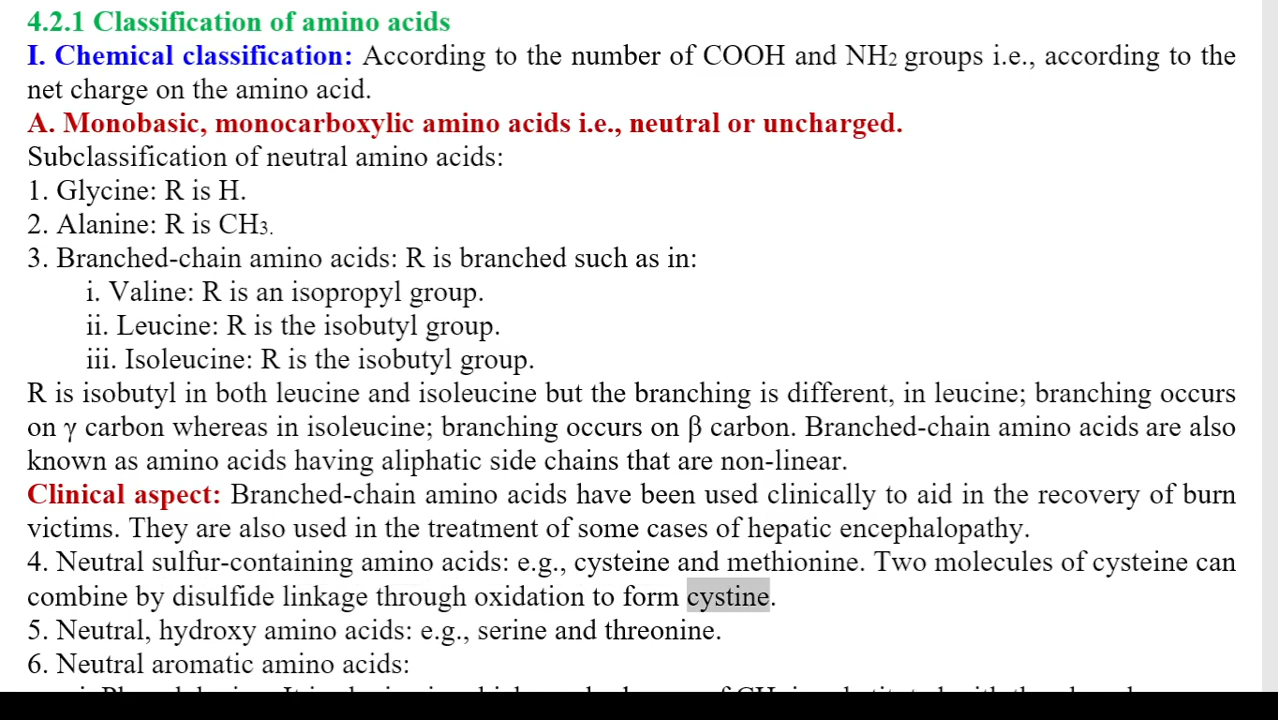 4.2.1 Classification of amino acids
I. Chemical classification: According to the number of COOH and NH2 groups i.e., according to the
net charge on the amino acid.
A. Monobasic, monocarboxylic amino acids i.e., neutral or uncharged.
Subclassification of neutral amino acids:
1. Glycine: R is H.
2. Alanine: R is CH3.
3. Branched-chain amino acids: R is branched such as in:
i. Valine: R is an isopropyl group.
ii. Leucine: R is the isobutyl group.
iii. Isoleucine: R is the isobutyl group.
R is isobutyl in both leucine and isoleucine but the branching is different, in leucine; branching occurs
on γ carbon whereas in isoleucine; branching occurs on β carbon. Branched-chain amino acids are also
known as amino acids having aliphatic side chains that are non-linear.
Clinical aspect: Branched-chain amino acids have been used clinically to aid in the recovery of burn
victims. They are also used in the treatment of some cases of hepatic encephalopathy.
4. Neutral sulfur-containing amino acids: e.g., cysteine and methionine. Two molecules of cysteine can
combine by disulfide linkage through oxidation to form cystine.
5. Neutral, hydroxy amino acids: e.g., serine and threonine.
6. Neutral aromatic amino acids: